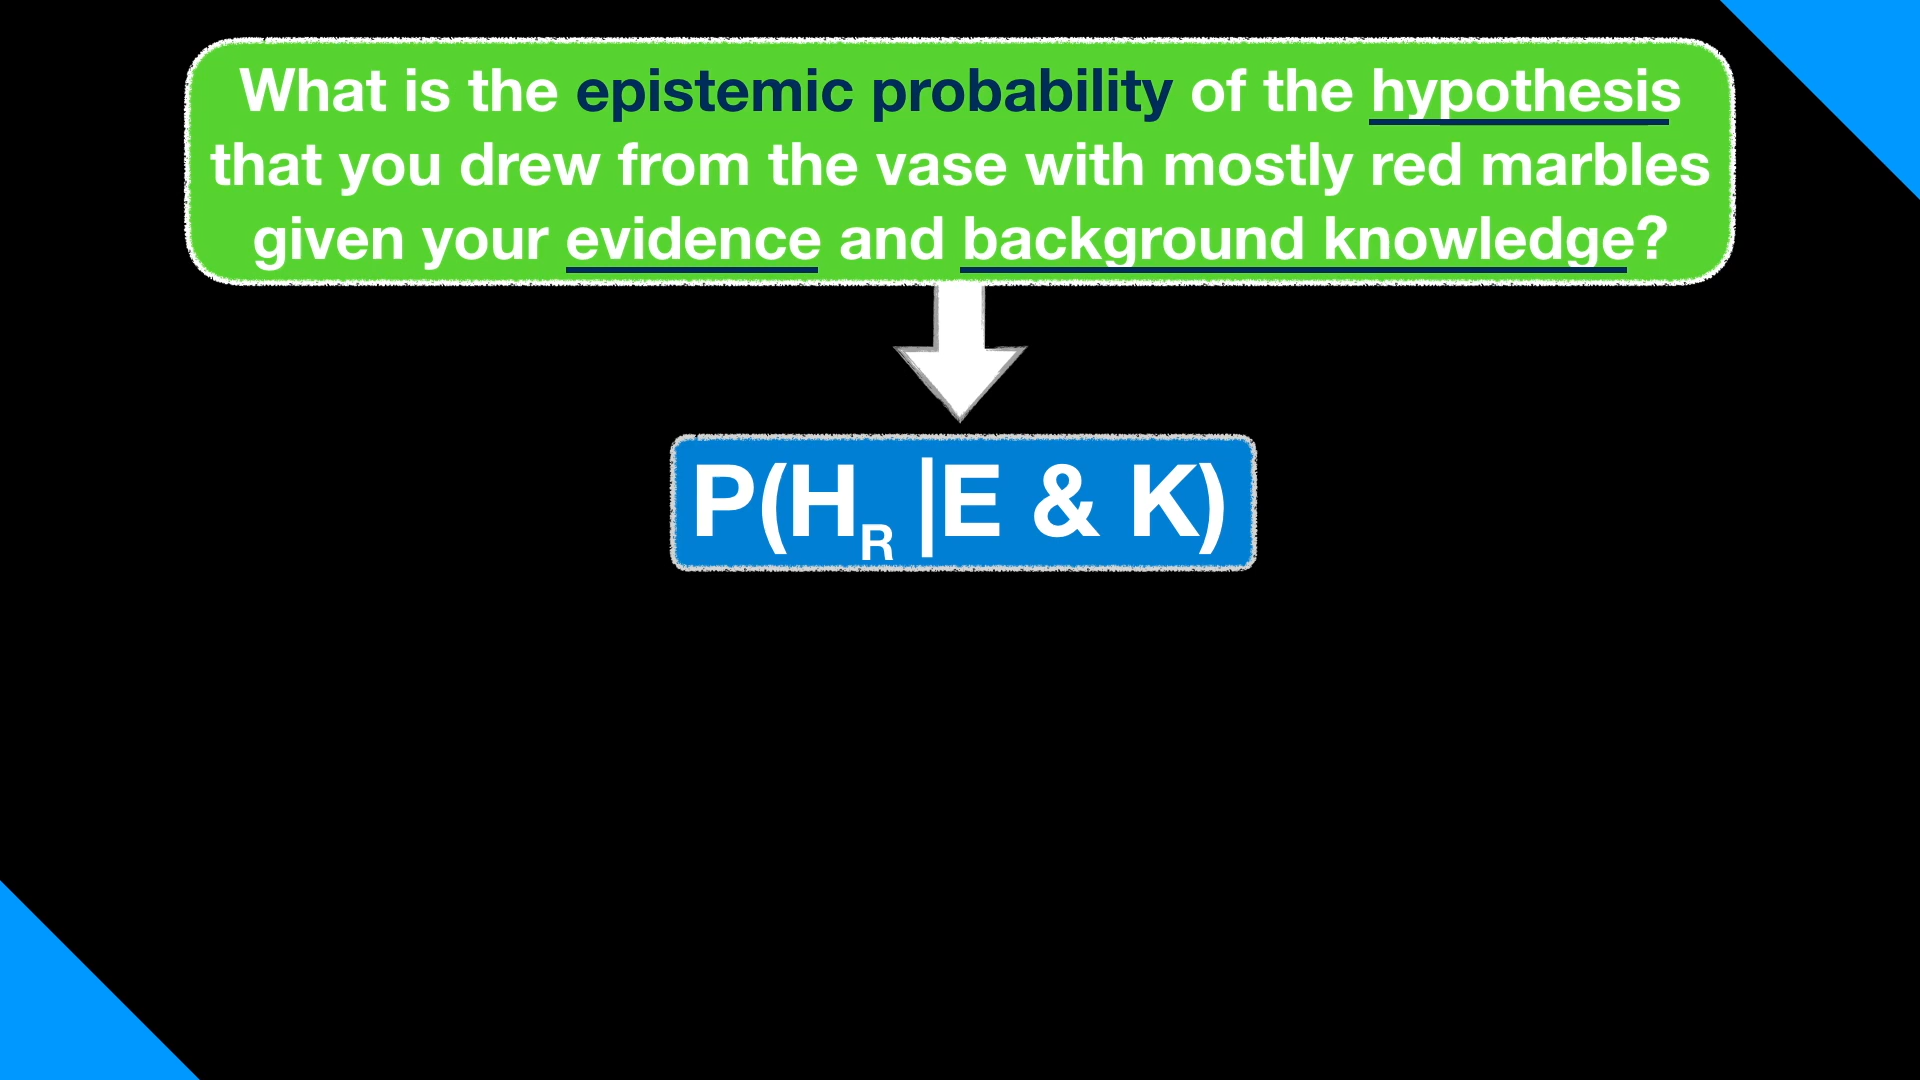 What is the epistemic probability of the hypothesis
that you drew from the vase with mostly red marbles
given your evidence and background knowledge?
P(H_R |E & K)